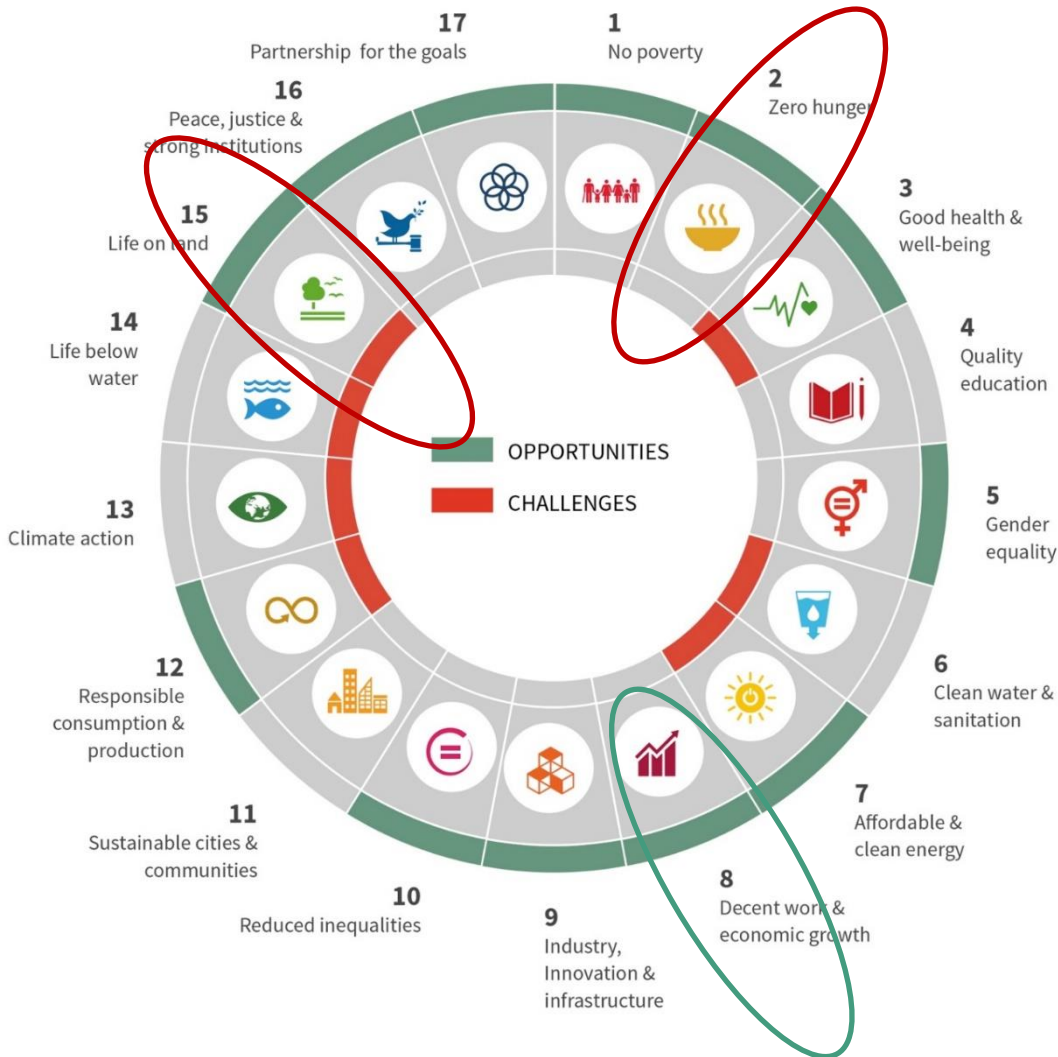 1
No poverty
2
Zero hunger
3
Good health &
well-being
4
Quality
education
5
Gender
equality
6
Clean water &
sanitation
7
Affordable &
clean energy
8
Decent work &
economic growth
9
Industry,
Innovation &
infrastructure
10
Reduced inequalities
11
Sustainable cities &
communities
12
Responsible
consumption &
production
13
Climate action
14
Life below
water
15
Life on land
16
Peace, justice &
strong institutions
17
Partnership for the goals
OPPORTUNITIES
CHALLENGES